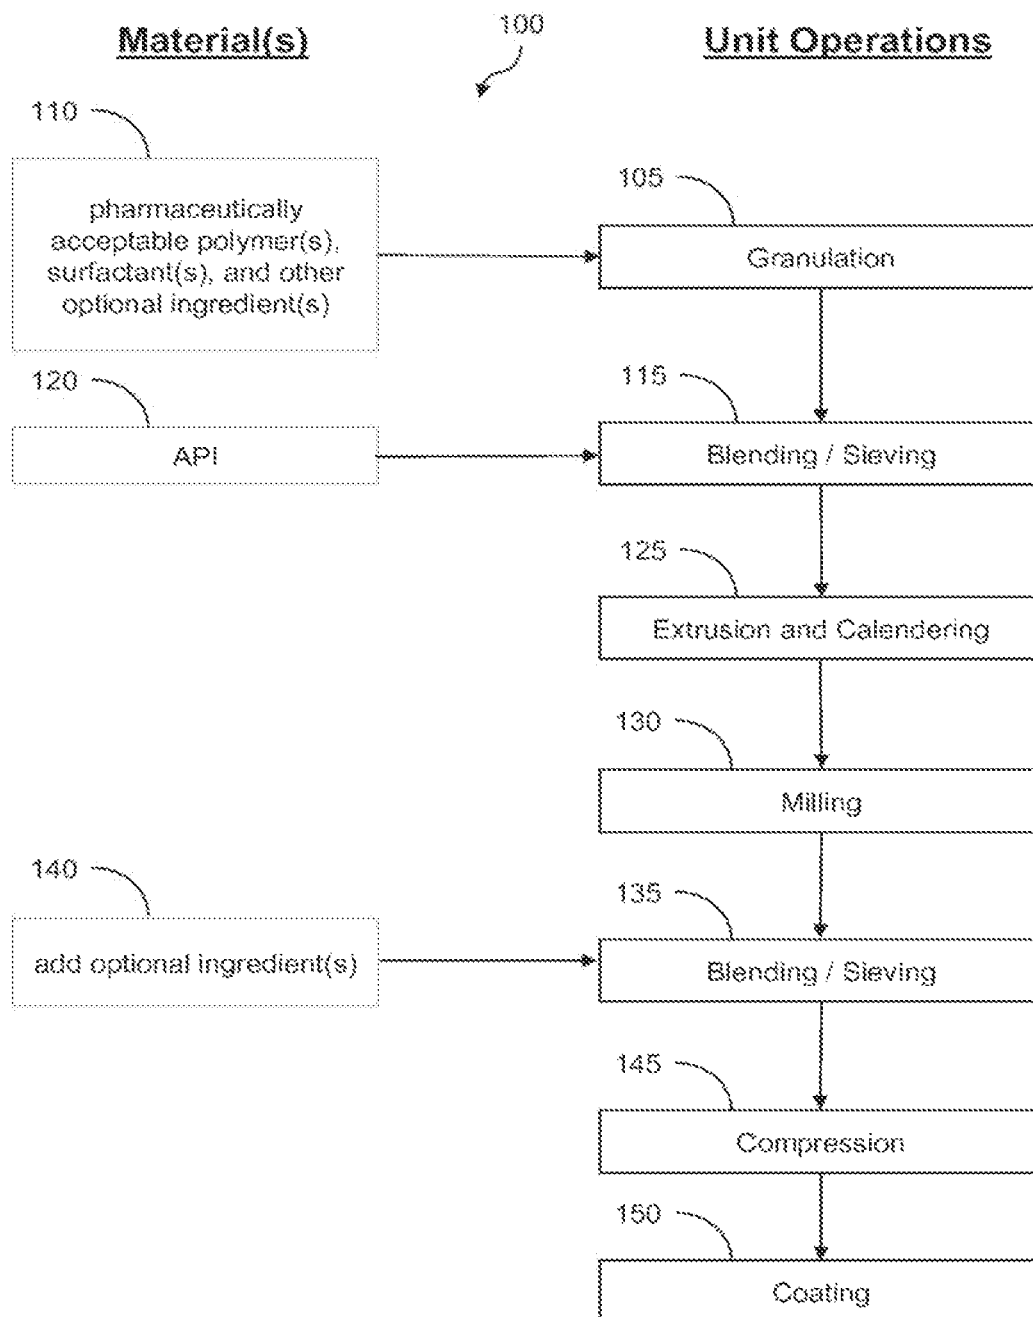 Material(s)
100
Unit Operations
110
pharmaceutically
acceptable polymer(s),
surfactant(s), and other
optional ingredient(s)
105
Granulation
120
API
115
Blending / Sieving
125
Extrusion and Calendering
130
Milling
140
add optional ingredient(s)
135
Blending / Sieving
145
Compression
150
Coating